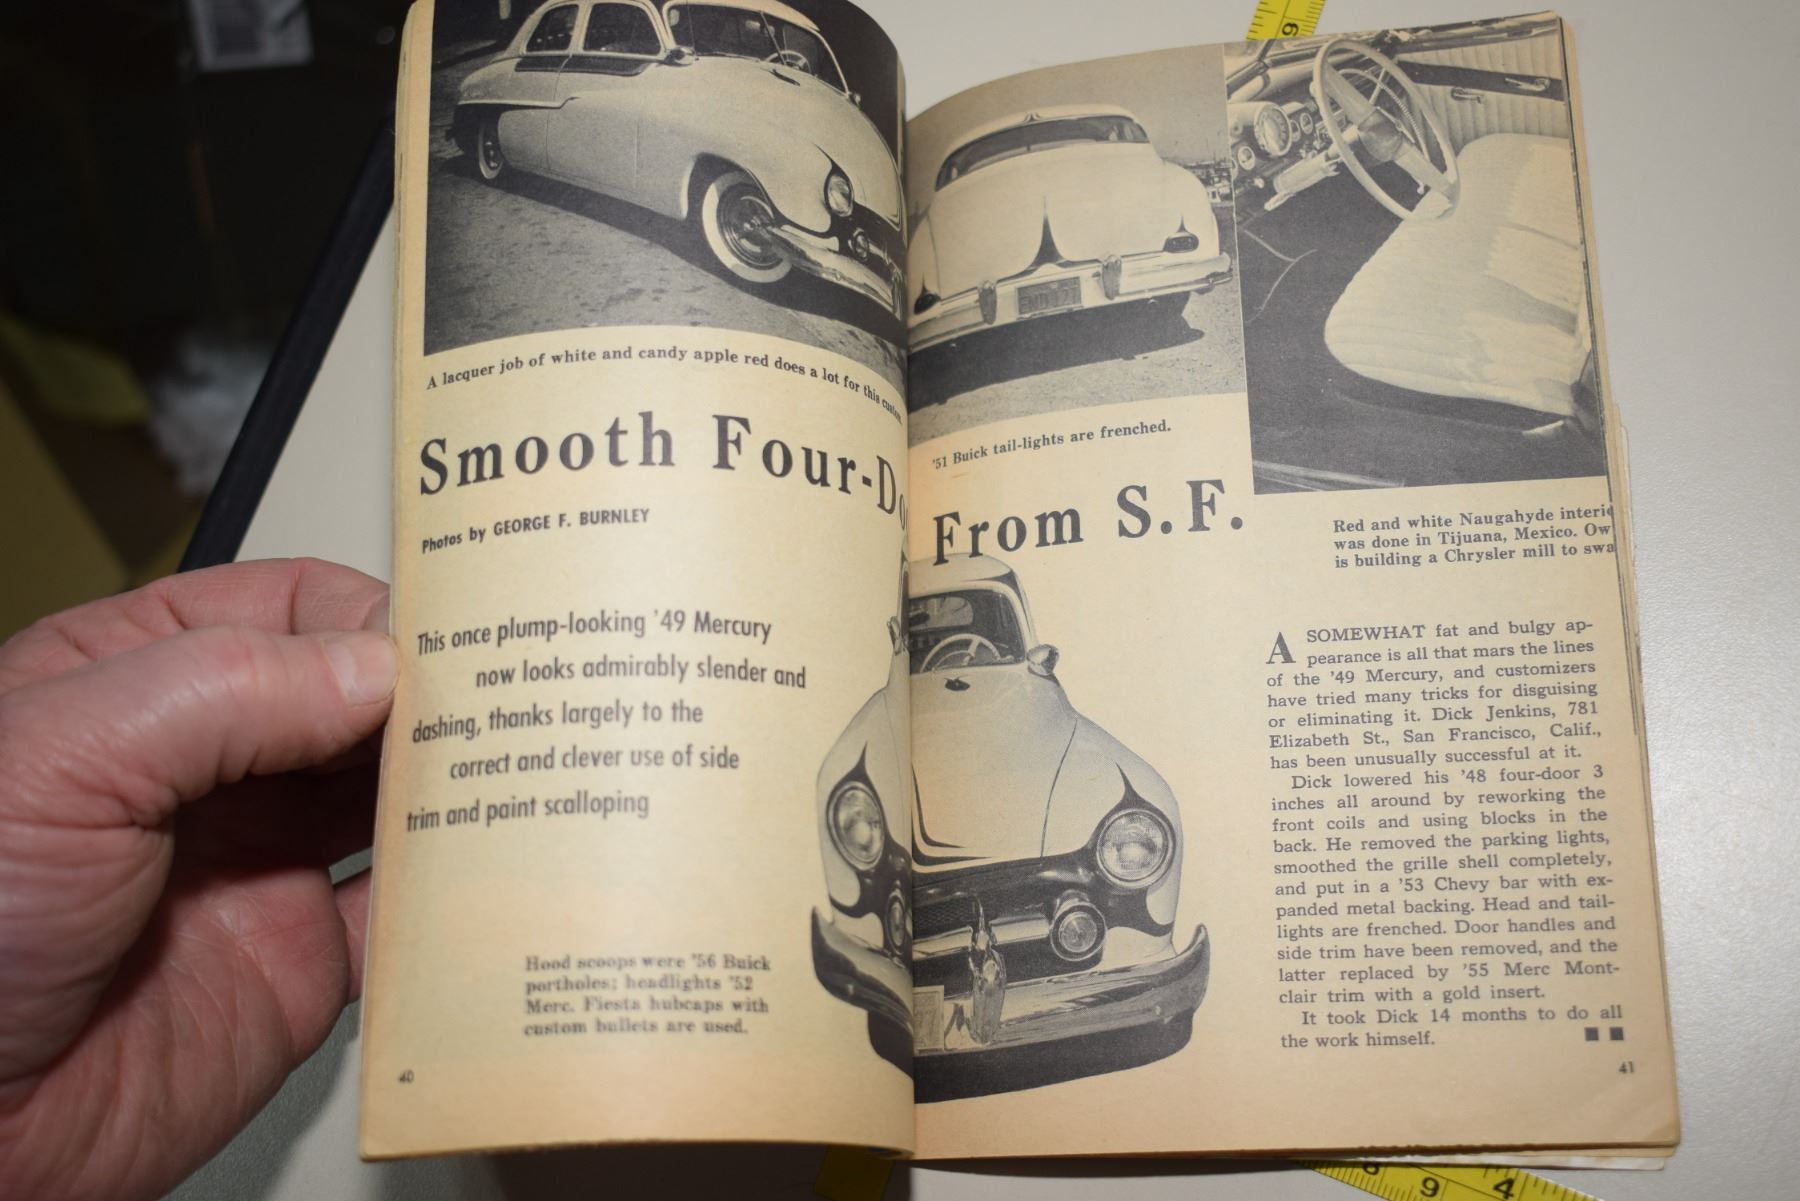 A lacquer job of white and candy apple red does a lot for this custom
Smooth Four-Do
Photos by GEORGE F. BURNLEY
This once plump-looking '49 Mercury
now looks admirably slender and
dashing, thanks largely to the
correct and clever use of side
trim and paint scalloping
Hood scoops were '56 Buick
portholes; headlights '52
Merc. Fiesta hubcaps with
custom bullets are used.
40
'51 Buick tail-lights are frenched.
From S.F.
Red and white Naugahyde interio
was done in Tijuana, Mexico. Ow
is building a Chrysler mill to swa
A SOMEWHAT fat and bulgy ap-
pearance is all that mars the lines
of the '49 Mercury, and customizers
have tried many tricks for disguising
or eliminating it. Dick Jenkins, 781
Elizabeth St., San Francisco, Calif.,
has been unusually successful at it.
Dick lowered his '48 four-door 3
inches all around by reworking the
front coils and using blocks in the
back. He removed the parking lights,
smoothed the grille shell completely,
and put in a '53 Chevy bar with ex-
panded metal backing. Head and tail-
lights are frenched. Door handles and
side trim have been removed, and the
latter replaced by '55 Merc Mont-
clair trim with a gold insert.
It took Dick 14 months to do all
the work himself.
41
6
9
4